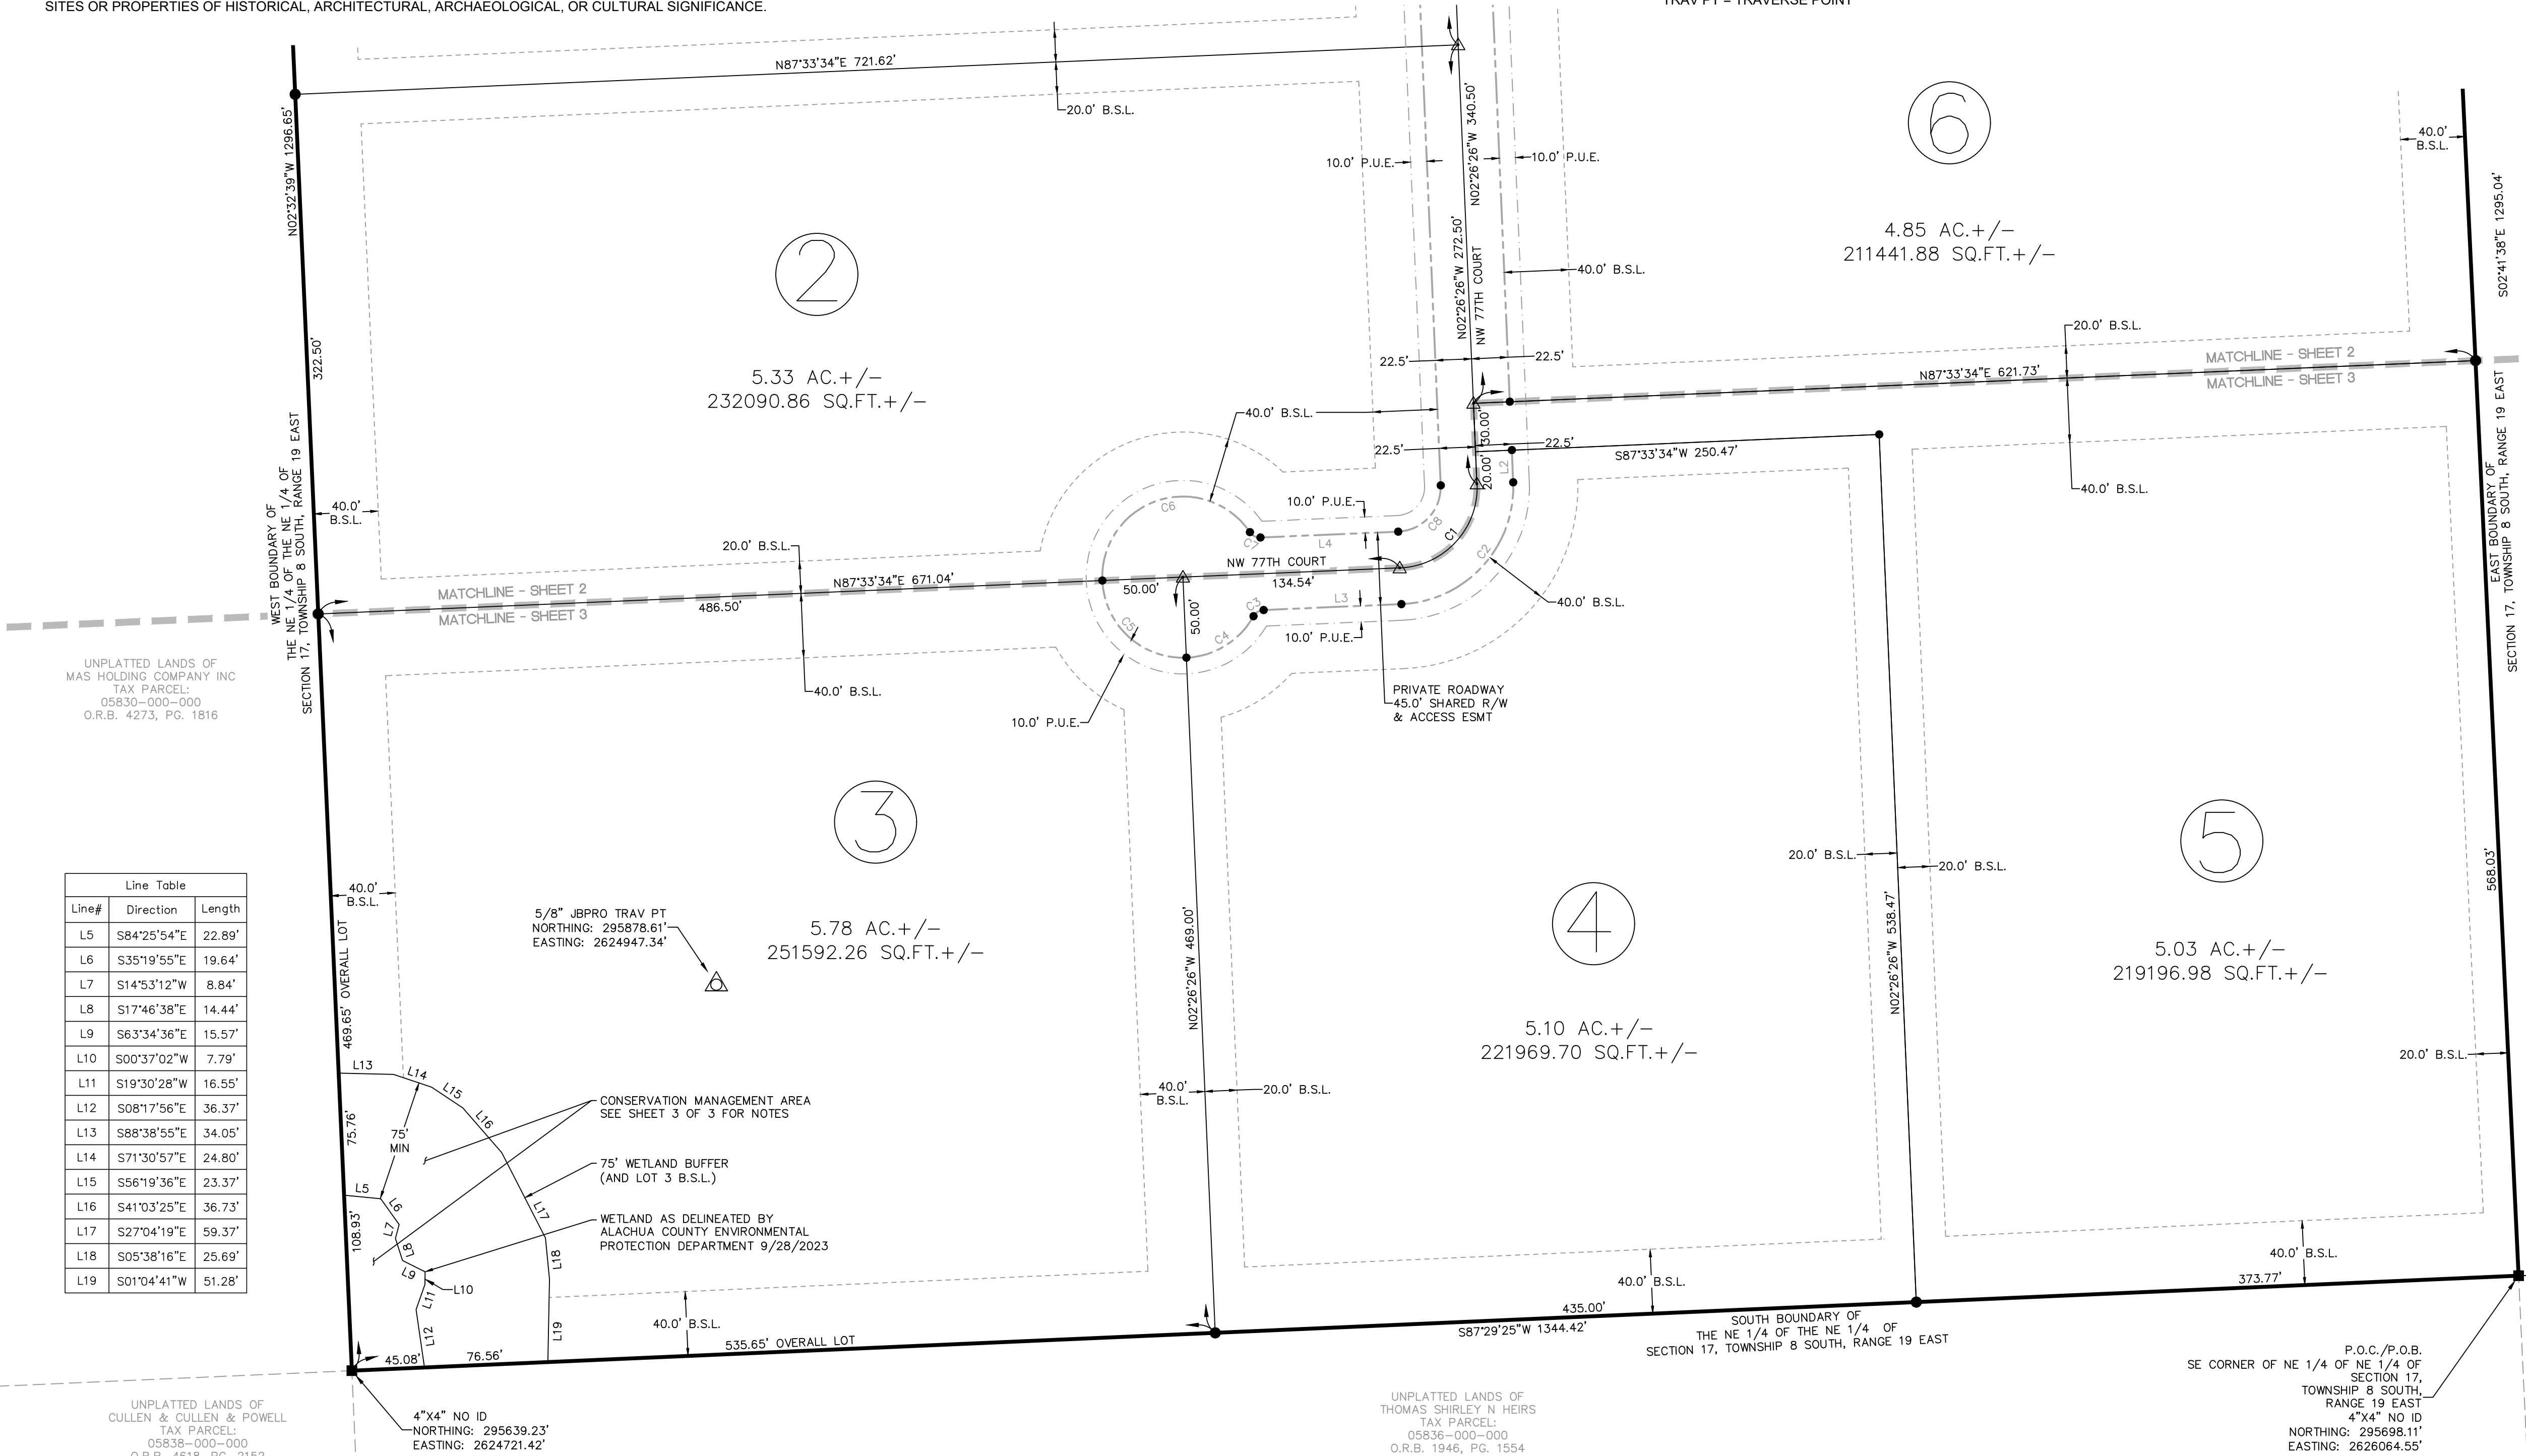 SITES OR PROPERTIES OF HISTORICAL, ARCHITECTURAL, ARCHAEOLOGICAL, OR CULTURAL SIGNIFICANCE.
TRAV PT = TRAVERSE POINT
N87°33'34"E 721.62'
20.0' B.S.L.
N02°32'39"W 1296.65'
322.50'
2
5.33 AC.+/-
232090.86 SQ.FT.+/-
10.0' P.U.E.
10.0' P.U.E.
N02°26'26"W 340.50'
N02°26'26"W 272.50'
NW 77TH COURT
6
4.85 AC.+/-
211441.88 SQ.FT.+/-
40.0'
B.S.L.
S02°41'38"E 1295.04'
40.0' B.S.L.
20.0' B.S.L.
22.5'
22.5'
MATCHLINE - SHEET 2
N87°33'34"E 621.73'
MATCHLINE - SHEET 3
EAST BOUNDARY OF
SECTION 17, TOWNSHIP 8 SOUTH, RANGE 19 EAST
40.0' B.S.L.
22.5'
30.00'
22.5'
S87°33'34"W 250.47'
20.00'
L2
40.0' B.S.L.
WEST BOUNDARY OF
THE NE 1/4 OF THE NE 1/4 OF
SECTION 17, TOWNSHIP 8 SOUTH, RANGE 19 EAST
40.0'
B.S.L.
C6
10.0' P.U.E.
C8
C1
C2
C7
L4
NW 77TH COURT
134.54'
20.0' B.S.L.
N87°33'34"E 671.04'
MATCHLINE - SHEET 2
486.50'
MATCHLINE - SHEET 3
50.00'
50.00'
C3
L3
C4
C5
10.0' P.U.E.
40.0' B.S.L.
40.0' B.S.L.
10.0' P.U.E.
PRIVATE ROADWAY
45.0' SHARED R/W
& ACCESS ESMT
UNPLATTED LANDS OF
MAS HOLDING COMPANY INC
TAX PARCEL:
05830-000-000
O.R.B. 4273, PG. 1816
3
5.78 AC.+/-
251592.26 SQ.FT.+/-
5/8" JBPRO TRAV PT
NORTHING: 295878.61'
EASTING: 2624947.34'
40.0'
B.S.L.
469.65' OVERALL LOT
Line Table
Line# Direction Length
L5 S84°25'54"E 22.89'
L6 S35°19'55"E 19.64'
L7 S14°53'12"W 8.84'
L8 S17°46'38"E 14.44'
L9 S63°34'36"E 15.57'
L10 S00°37'02"W 7.79'
L11 S19°30'28"W 16.55'
L12 S08°17'56"E 36.37'
L13 S88°38'55"E 34.05'
L14 S71°30'57"E 24.80'
L15 S56°19'36"E 23.37'
L16 S41°03'25"E 36.73'
L17 S27°04'19"E 59.37'
L18 S05°38'16"E 25.69'
L19 S01°04'41"W 51.28'
N02°26'26"W 469.00'
4
5.10 AC.+/-
221969.70 SQ.FT.+/-
20.0' B.S.L.
20.0' B.S.L.
N02°26'26"W 538.47'
5
5.03 AC.+/-
219196.98 SQ.FT.+/-
568.03'
20.0' B.S.L.
40.0'
B.S.L.
20.0' B.S.L.
L13
L14
L15
L16
75.76'
75'
MIN
CONSERVATION MANAGEMENT AREA
SEE SHEET 3 OF 3 FOR NOTES
75' WETLAND BUFFER
(AND LOT 3 B.S.L.)
WETLAND AS DELINEATED BY
ALACHUA COUNTY ENVIRONMENTAL
PROTECTION DEPARTMENT 9/28/2023
L5
L6
L7
L8
L9
L10
L11
L12
L17
L18
L19
108.93'
45.08'
76.56'
40.0' B.S.L.
535.65' OVERALL LOT
40.0' B.S.L.
435.00'
S87°29'25"W 1344.42'
40.0' B.S.L.
373.77'
SOUTH BOUNDARY OF
THE NE 1/4 OF THE NE 1/4 OF
SECTION 17, TOWNSHIP 8 SOUTH, RANGE 19 EAST
P.O.C./P.O.B.
SE CORNER OF NE 1/4 OF NE 1/4 OF
SECTION 17,
TOWNSHIP 8 SOUTH,
RANGE 19 EAST
4"X4" NO ID
NORTHING: 295698.11'
EASTING: 2626064.55'
UNPLATTED LANDS OF
CULLEN & CULLEN & POWELL
TAX PARCEL:
05838-000-000
O.R.B. 4618, PG. 2152
4"X4" NO ID
NORTHING: 295639.23'
EASTING: 2624721.42'
UNPLATTED LANDS OF
THOMAS SHIRLEY N HEIRS
TAX PARCEL:
05836-000-000
O.R.B. 1946, PG. 1554